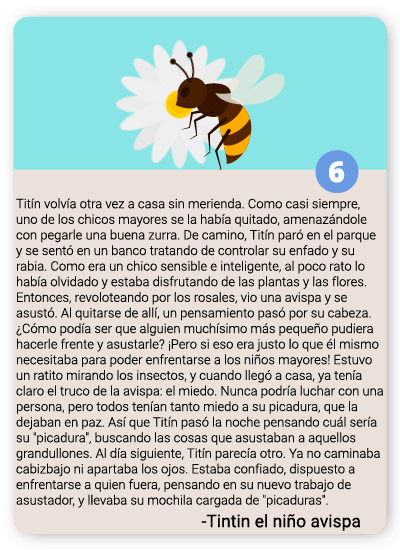 6
Titín volvía otra vez a casa sin merienda. Como casi siempre,
uno de los chicos mayores se la había quitado, amenazándole
con pegarle una buena zurra. De camino, Titín paró en el parque
y se sentó en un banco tratando de controlar su enfado y su
rabia. Como era un chico sensible e inteligente, al poco rato lo
había olvidado y estaba disfrutando de las plantas y las flores.
Entonces, revoloteando por los rosales, vio una avispa y se
asustó. Al quitarse de allí, un pensamiento pasó por su cabeza.
¿Cómo podía ser que alguien muchísimo más pequeño pudiera
hacerle frente y asustarle? ¡Pero si eso era justo lo que él mismo
necesitaba para poder enfrentarse a los niños mayores! Estuvo
un ratito mirando los insectos, y cuando llegó a casa, ya tenía
claro el truco de la avispa: el miedo. Nunca podría luchar con una
persona, pero todos tenían tanto miedo a su picadura, que la
dejaban en paz. Así que Titín pasó la noche pensando cuál sería
su "picadura", buscando las cosas que asustaban a aquellos
grandullones. Al día siguiente, Titín parecía otro. Ya no caminaba
cabizbajo ni apartaba los ojos. Estaba confiado, dispuesto a
enfrentarse a quien fuera, pensando en su nuevo trabajo de
asustador, y llevaba su mochila cargada de "picaduras".
-Tintin el niño avispa